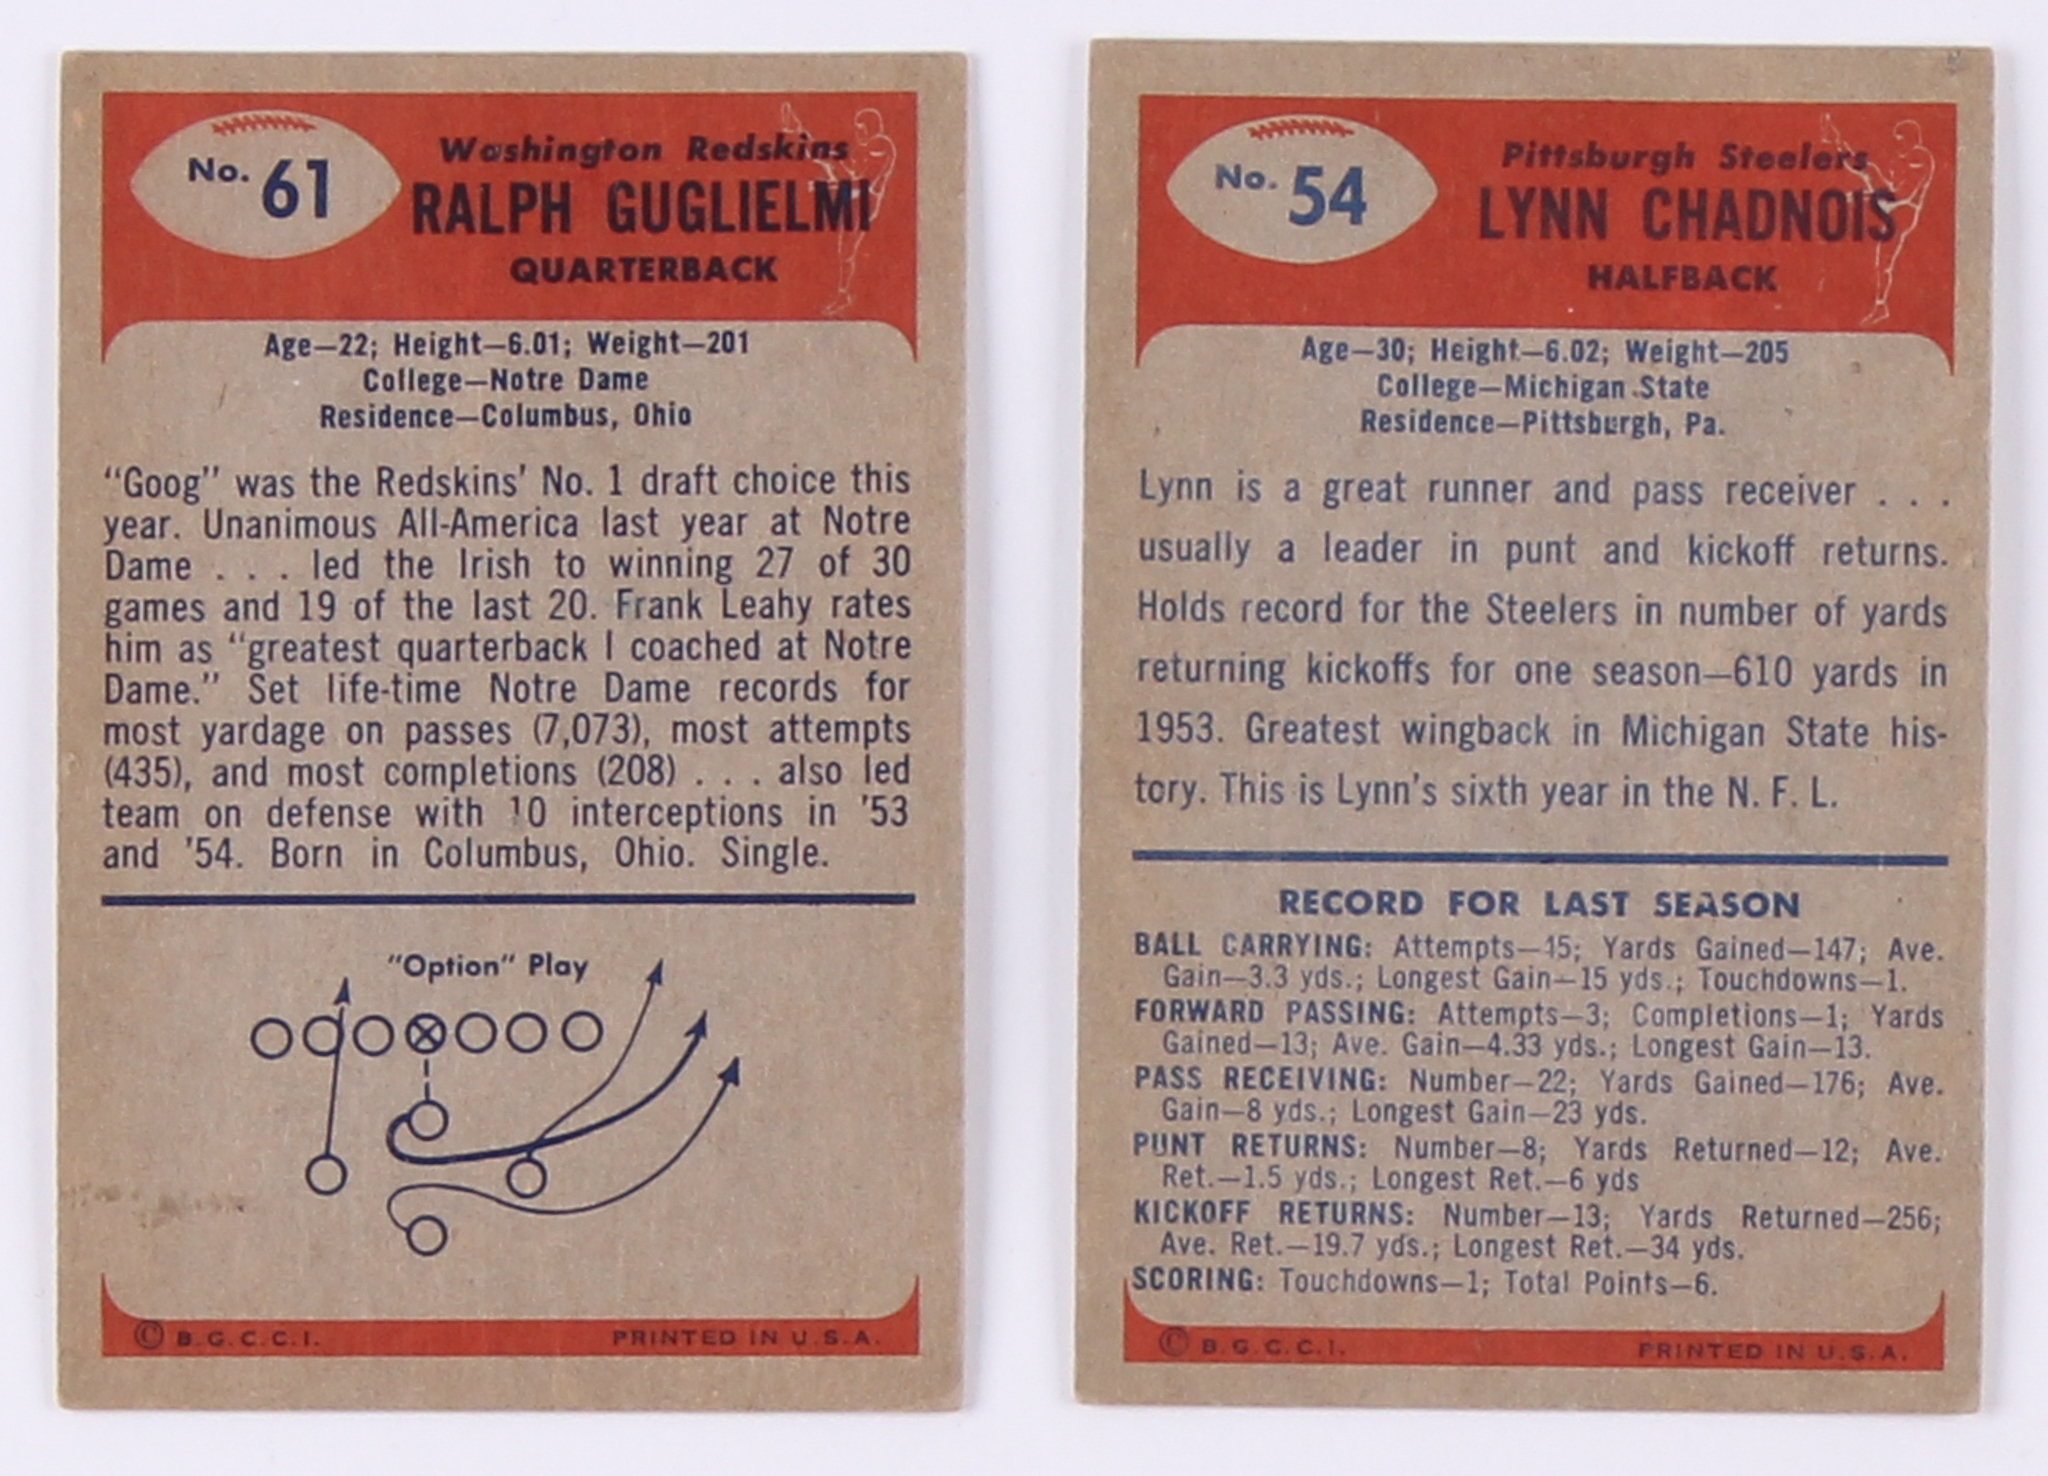 No. 61
Washington Redskins
RALPH GUGLIELMI
QUARTERBACK
Age—22; Height—6.01; Weight—201
College—Notre Dame
Residence—Columbus, Ohio
"Goog" was the Redskins' No. 1 draft choice this
year. Unanimous All-America last year at Notre
Dame . . . led the Irish to winning 27 of 30
games and 19 of the last 20. Frank Leahy rates
him as "greatest quarterback I coached at Notre
Dame." Set life-time Notre Dame records for
most yardage on passes (7,073), most attempts
(435), and most completions (208) . . . also led
team on defense with 10 interceptions in '53
and '54. Born in Columbus, Ohio. Single.
"Option" Play
© B.G.C.C.I. PRINTED IN U.S.A.
No. 54
Pittsburgh Steelers
LYNN CHADNOIS
HALFBACK
Age—30; Height—6.02; Weight—205
College—Michigan State
Residence—Pittsburgh, Pa.
Lynn is a great runner and pass receiver . . .
usually a leader in punt and kickoff returns.
Holds record for the Steelers in number of yards
returning kickoffs for one season—610 yards in
1953. Greatest wingback in Michigan State his-
tory. This is Lynn's sixth year in the N. F. L.
RECORD FOR LAST SEASON
BALL CARRYING: Attempts—45; Yards Gained—147; Ave.
Gain—3.3 yds.; Longest Gain—15 yds.; Touchdowns—1.
FORWARD PASSING: Attempts—3; Completions—1; Yards
Gained—13; Ave. Gain—4.33 yds.; Longest Gain—13.
PASS RECEIVING: Number—22; Yards Gained—176; Ave.
Gain—8 yds.; Longest Gain—23 yds.
PUNT RETURNS: Number—8; Yards Returned—12; Ave.
Ret.—1.5 yds.; Longest Ret.—6 yds
KICKOFF RETURNS: Number—13; Yards Returned—256;
Ave. Ret.—19.7 yds.; Longest Ret.—34 yds.
SCORING: Touchdowns—1; Total Points—6.
© B.G.C.C.I. PRINTED IN U.S.A.